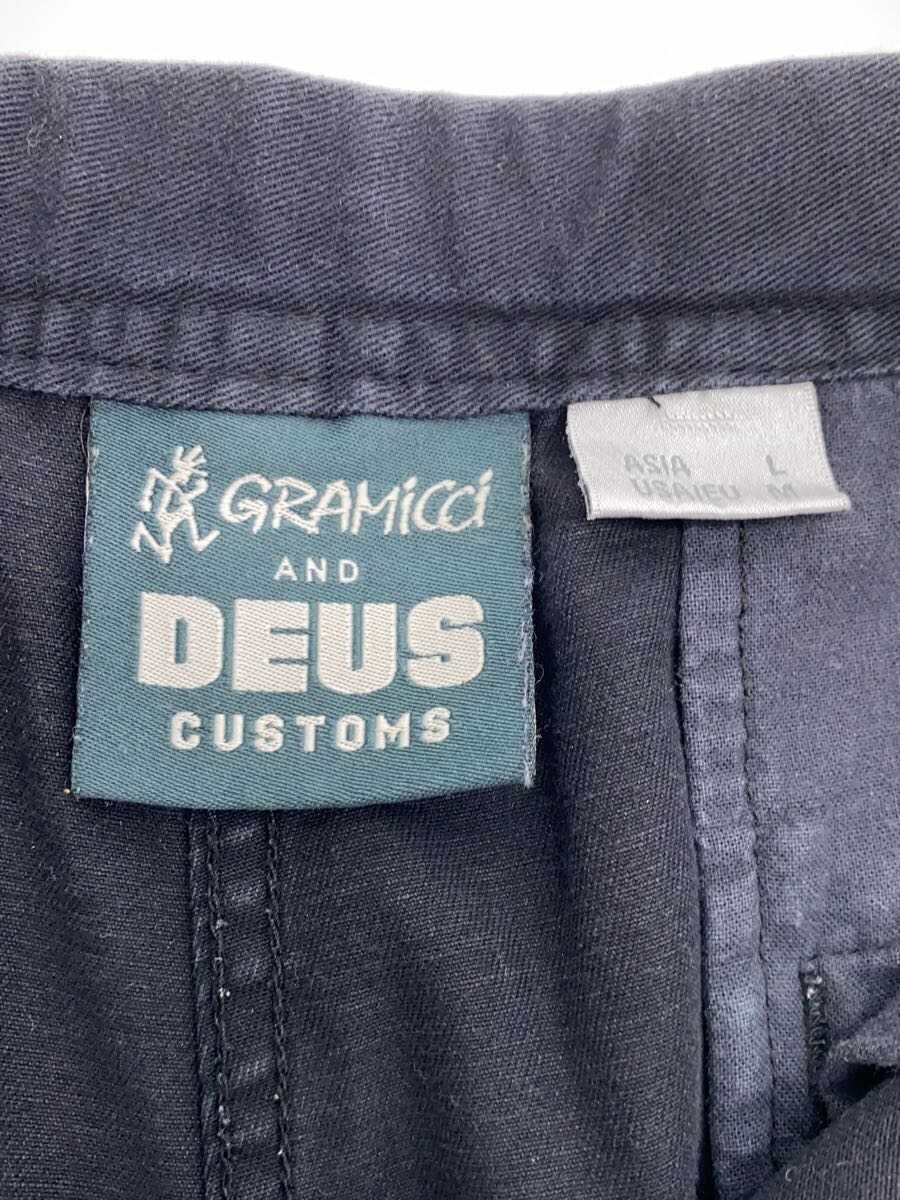 GRAMiCCi
AND
DEUS
CUSTOMS
ASIA L
USA/EU M